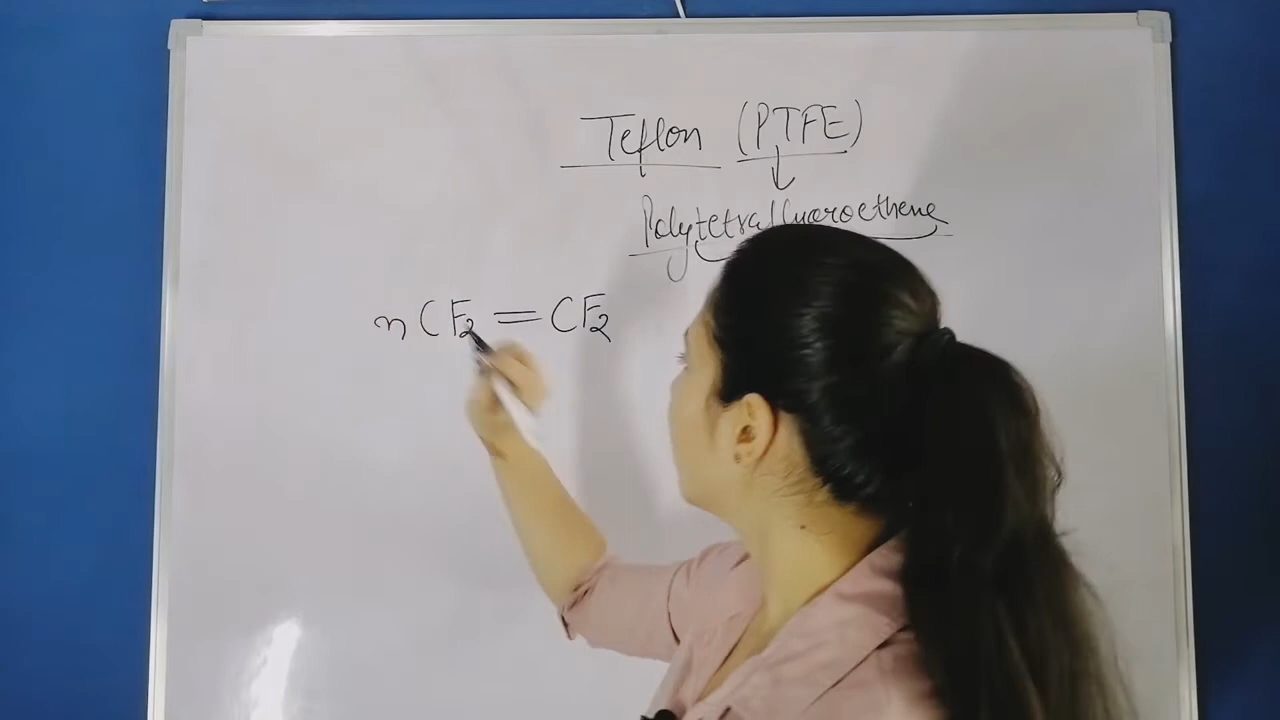 Teflon (PTFE)
Polytetrafluoroethene
n CF₂ = CF₂